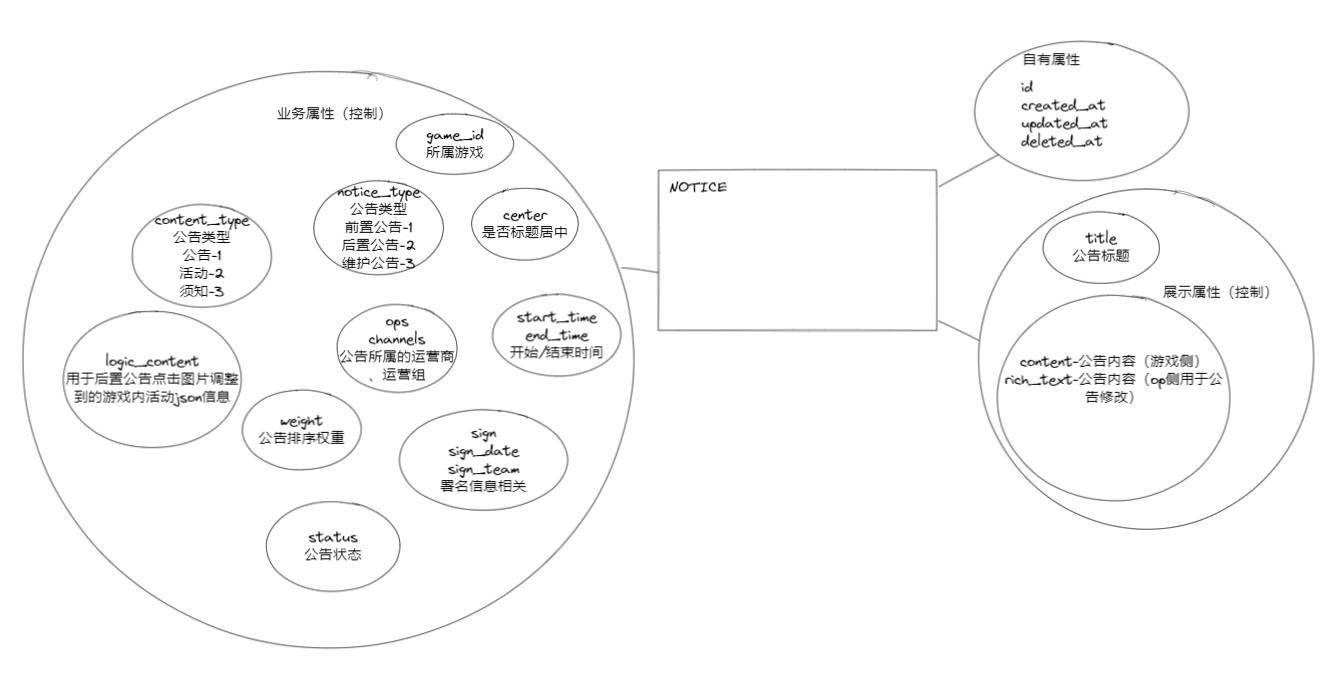 业务属性（控制）
game_id
所属游戏
notice_type
公告类型
前置公告-1
后置公告-2
维护公告-3
center
是否标题居中
content_type
公告类型
公告-1
活动-2
须知-3
ops
channels
公告所属的运营商
、运营组
start_time
end_time
开始/结束时间
logic_content
用于后置公告点击图片调整
到的游戏内活动json信息
weight
公告排序权重
sign
sign_date
sign_team
署名信息相关
status
公告状态
NOTICE
自有属性
id
created_at
updated_at
deleted_at
title
公告标题
展示属性（控制）
content-公告内容（游戏侧）
rich_text-公告内容（op侧用于公
告修改）